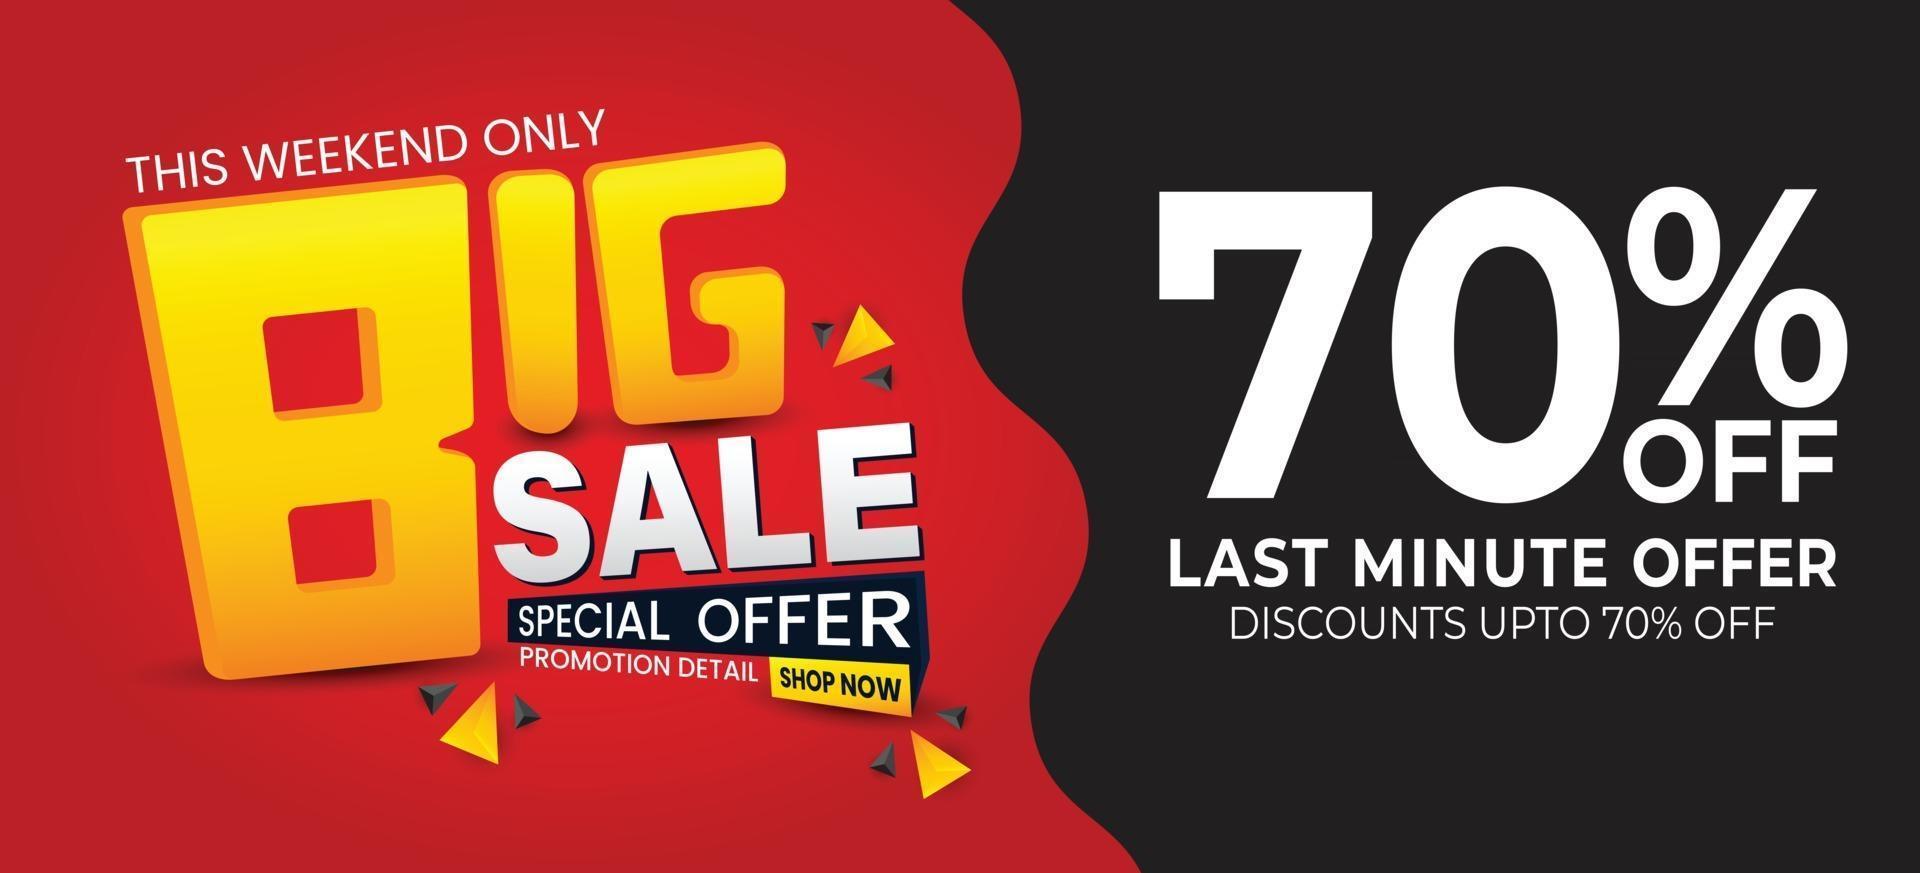 THIS WEEKEND ONLY
BIG
SALE
SPECIAL OFFER
PROMOTION DETAIL
SHOP NOW
70%
OFF
LAST MINUTE OFFER
DISCOUNTS UPTO 70% OFF